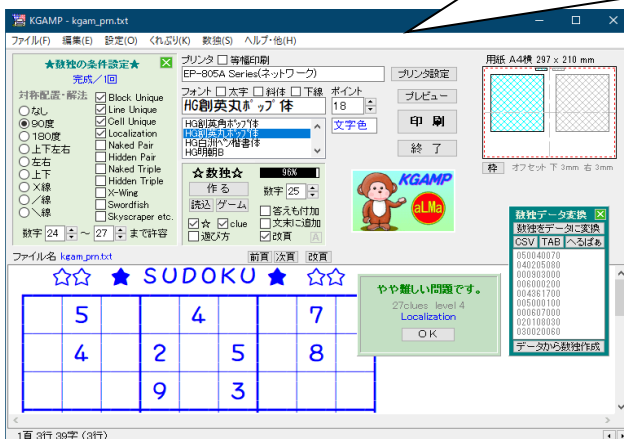 KGAMP - kgam_prn.txt
ファイル(F) 編集(E) 設定(O) くれぷり(K) 数独(S) ヘルプ・他(H)
★数独の条件設定★
完成/1回
対称配置・解法
なし
90度
180度
上下左右
左右
上下
X線
/線
\線
Block Unique
Line Unique
Cell Unique
Localization
Naked Pair
Hidden Pair
Naked Triple
Hidden Triple
X-Wing
Swordfish
Skyscraper etc.
数字 24 ~ 27 まで許容
プリンタ 等幅印刷
EP-805A Series(ネットワーク)
フォント 太字 斜体 下線 ポイント
HG創英丸ポップ体 18
HG創英角ポップ体
HG創英丸ポップ体
HG白洲ペン楷書体
HG明朝B
文字色
☆数独☆ 96%
作る 数字 25
読込 ゲーム
答えも付加
☆ clue 文末に追加
遊び方 改頁 A
プリンタ設定
プレビュー
印 刷
終 了
KGAMP
aLMa
用紙 A4横 297 x 210 mm
枠 オフセット 下 3mm 右 3mm
数独データ変換
数独をデータに変換
CSV TAB へるぱぁ
050040070
040205080
000903000
006000200
004361700
005000100
000607000
020108030
030020060
データから数独作成
ファイル名 kgam_prn.txt 前頁 次頁 改頁
☆☆ ★ SUDOKU ★ ☆☆
5 4 7
4 2 5 8
9 3
やや難しい問題です。
27clues level 4
Localization
OK
1頁 3行 39字 (3行)